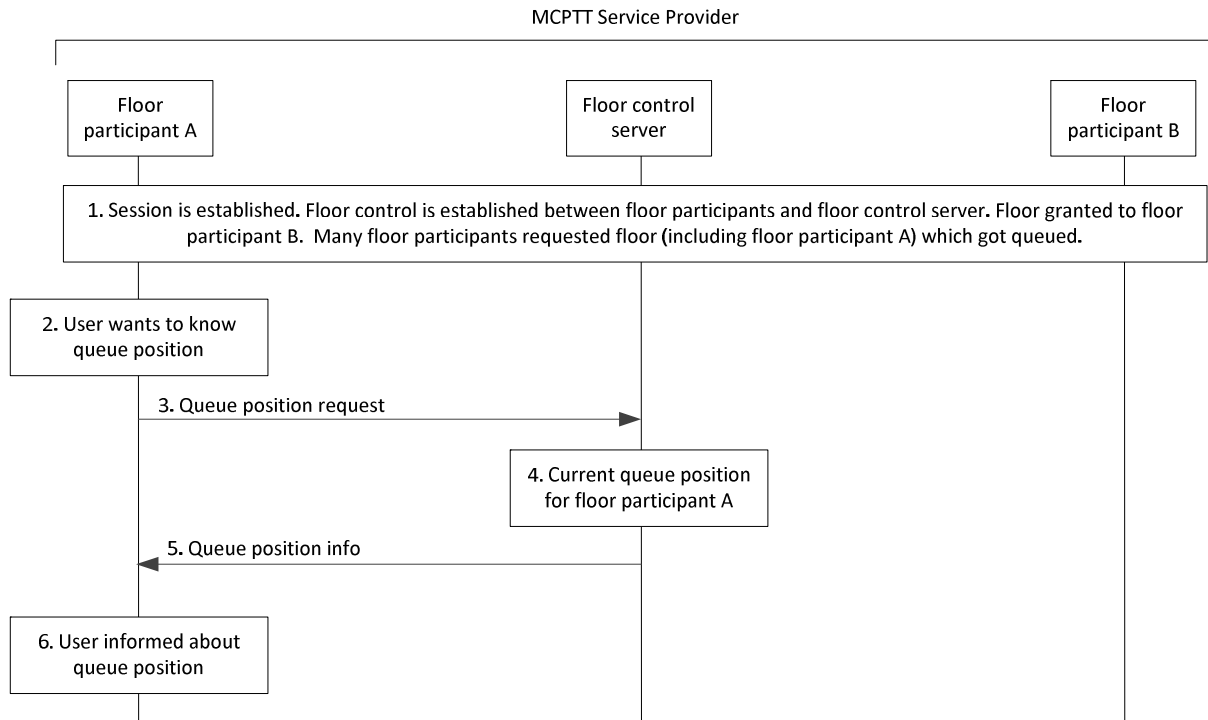 MCPTT Service Provider
Floor
participant A
Floor control
server
Floor
participant B
1. Session is established. Floor control is established between floor participants and floor control server. Floor granted to floor
participant B.  Many floor participants requested floor (including floor participant A) which got queued.
2. User wants to know
queue position
3. Queue position request
4. Current queue position
for floor participant A
5. Queue position info
6. User informed about
queue position